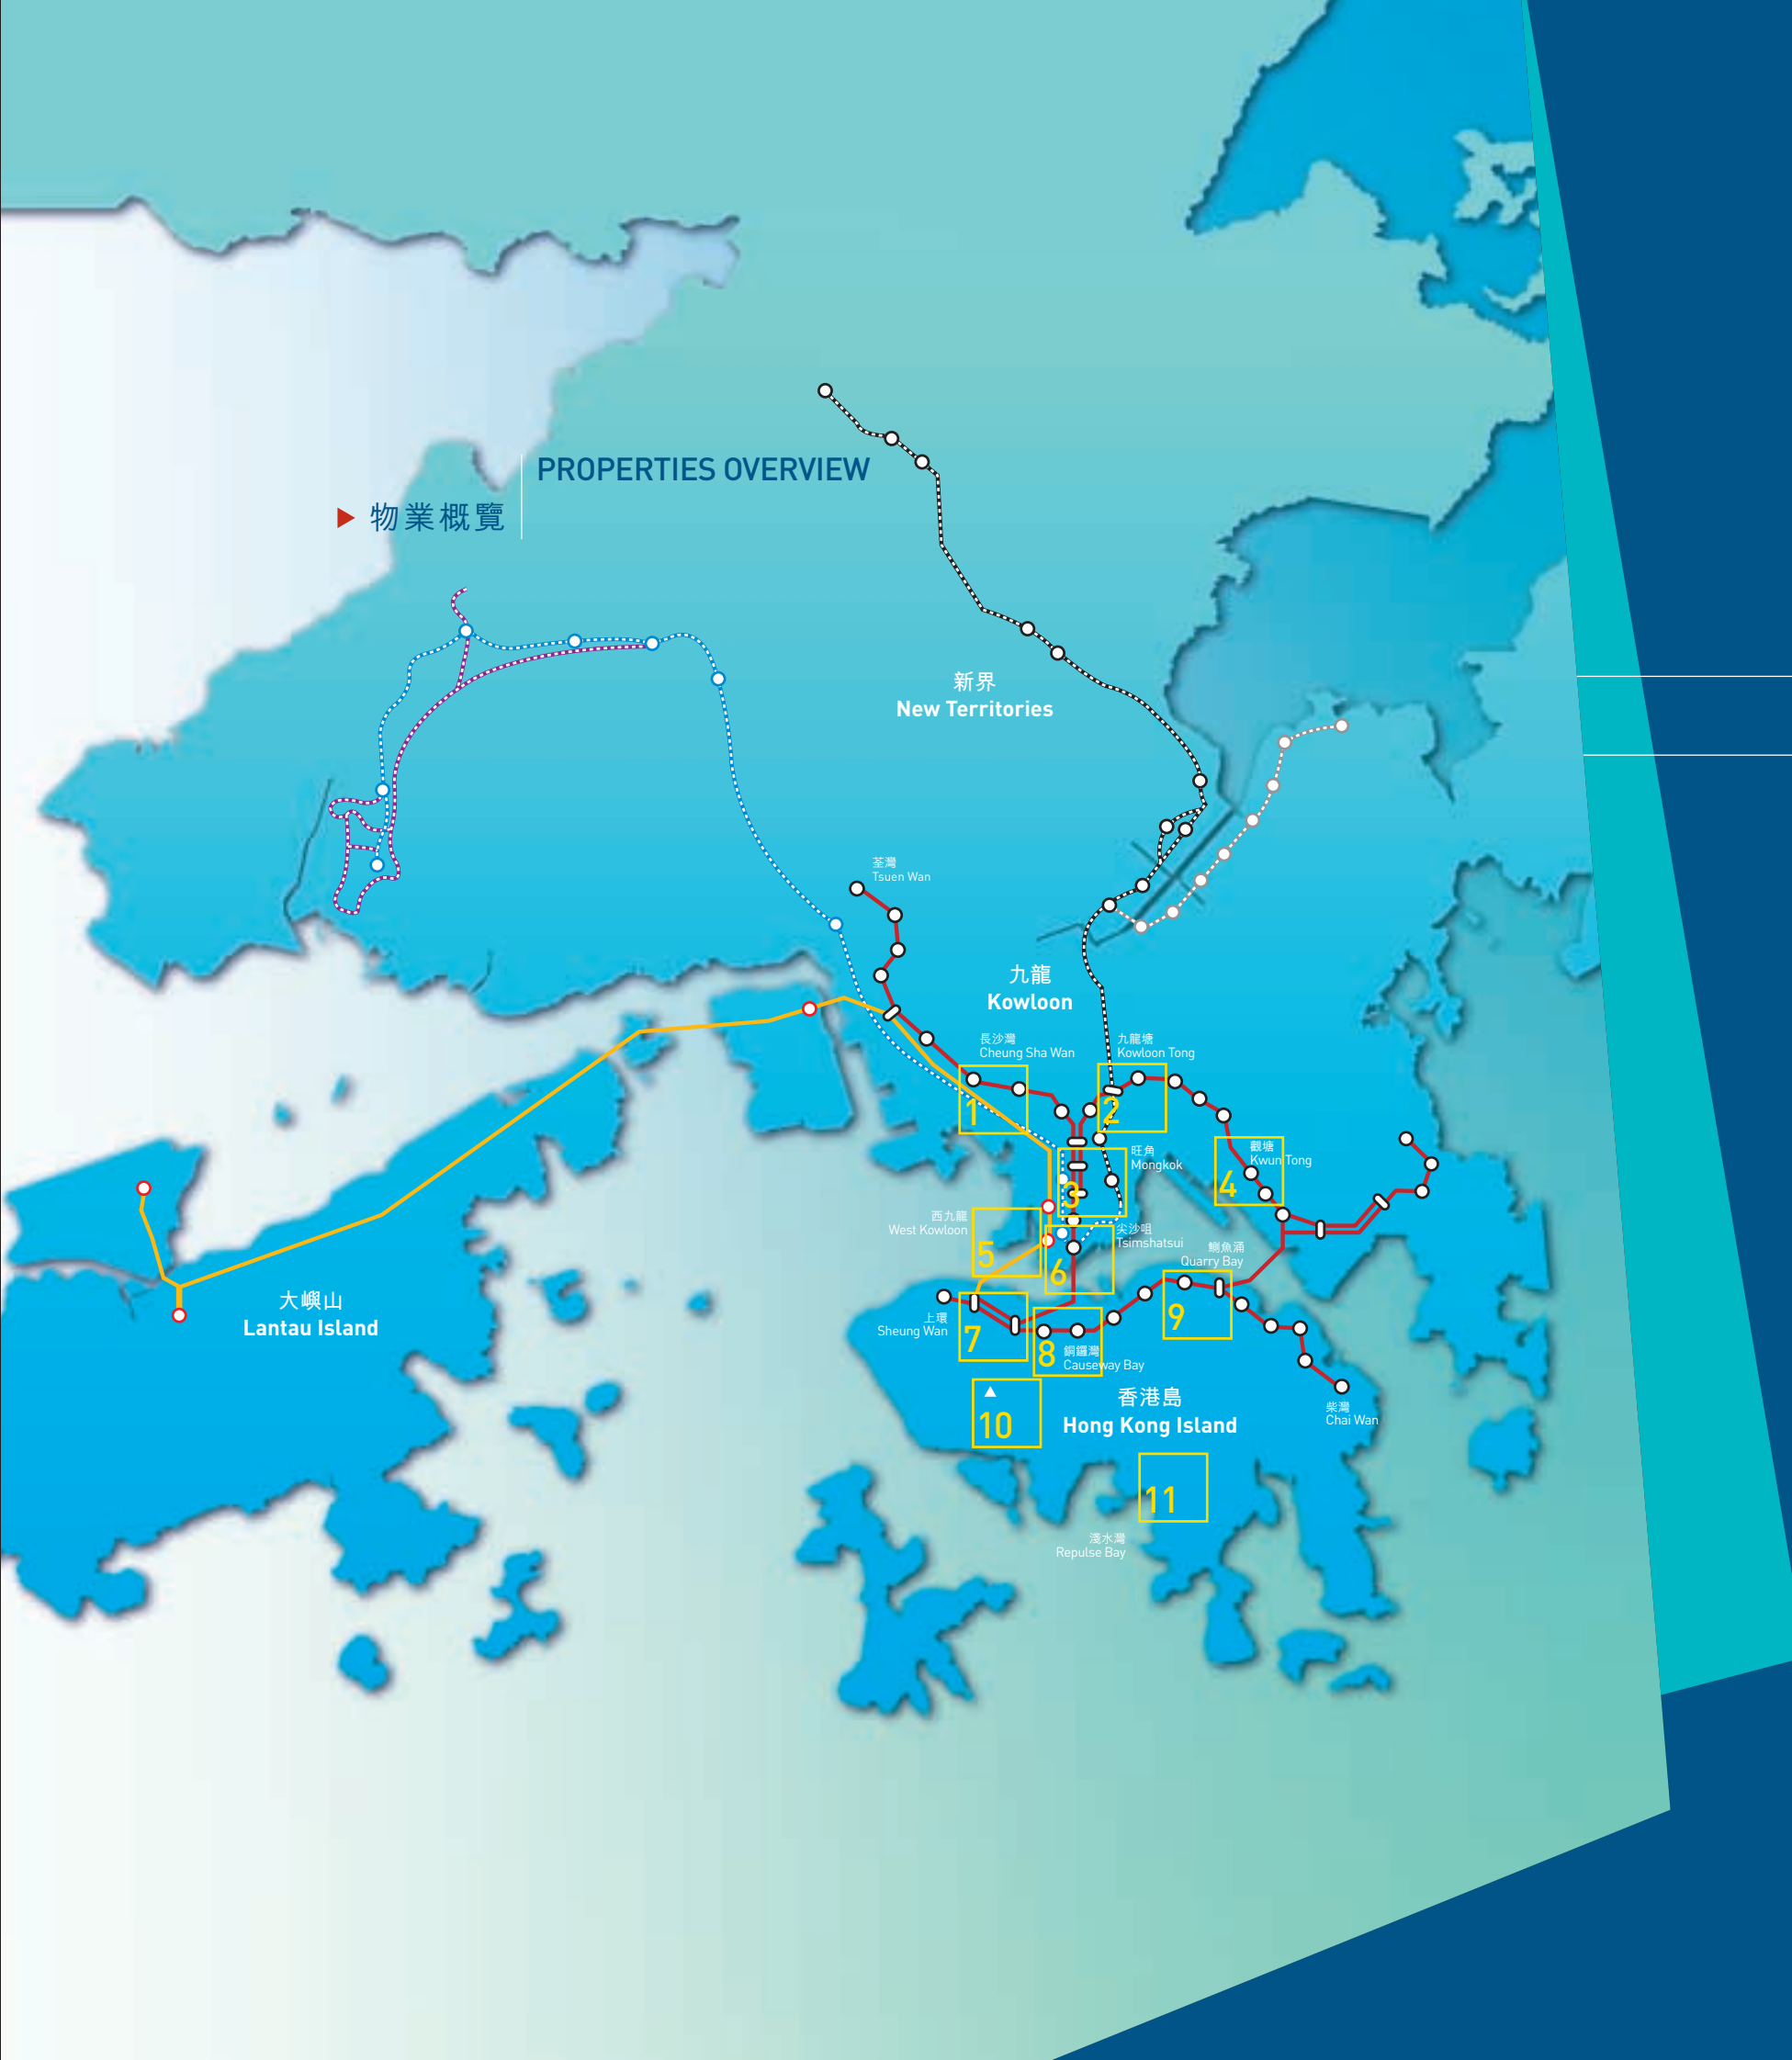 PROPERTIES OVERVIEW
物業概覽
新界
New Territories
荃灣
Tsuen Wan
九龍
Kowloon
長沙灣
Cheung Sha Wan
九龍塘
Kowloon Tong
1
2
旺角
Mongkok
觀塘
Kwun Tong
3
4
西九龍
West Kowloon
尖沙咀
Tsimshatsui
鰂魚涌
Quarry Bay
5
6
大嶼山
Lantau Island
上環
Sheung Wan
7
8
銅鑼灣
Causeway Bay
9
10
香港島
Hong Kong Island
柴灣
Chai Wan
11
淺水灣
Repulse Bay